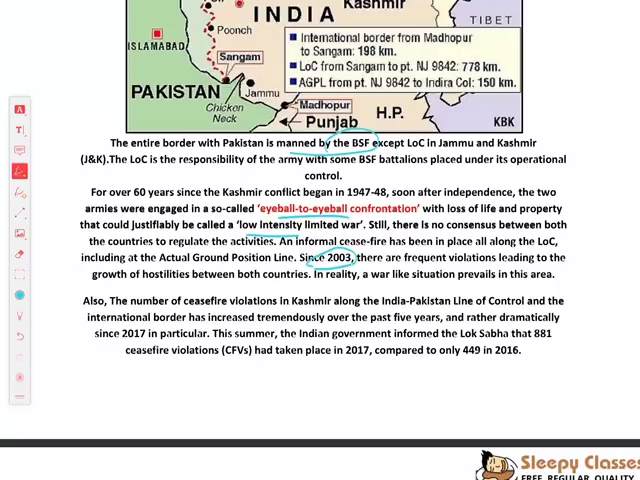 Kashmir
INDIA
TIBET
Poonch
■ International border from Madhopur
to Sangam: 198 km.
ISLAMABAD
Sangam
■ LoC from Sangam to pt. NJ 9842: 778 km.
■ AGPL from pt. NJ 9842 to Indira Col: 150 km.
PAKISTAN
Jammu
Chicken
Neck
Madhopur
H.P.
Punjab
KBK
The entire border with Pakistan is manned by the BSF except LoC in Jammu and Kashmir
(J&K).The LoC is the responsibility of the army with some BSF battalions placed under its operational
control.
For over 60 years since the Kashmir conflict began in 1947-48, soon after independence, the two
armies were engaged in a so-called ‘eyeball-to-eyeball confrontation’ with loss of life and property
that could justifiably be called a ‘low intensity limited war’. Still, there is no consensus between both
the countries to regulate the activities. An informal cease-fire has been in place all along the LoC,
including at the Actual Ground Position Line. Since 2003, there are frequent violations leading to the
growth of hostilities between both countries. In reality, a war like situation prevails in this area.
Also, The number of ceasefire violations in Kashmir along the India-Pakistan Line of Control and the
international border has increased tremendously over the past five years, and rather dramatically
since 2017 in particular. This summer, the Indian government informed the Lok Sabha that 881
ceasefire violations (CFVs) had taken place in 2017, compared to only 449 in 2016.
Sleepy Classes
FREE. REGULAR. QUALITY